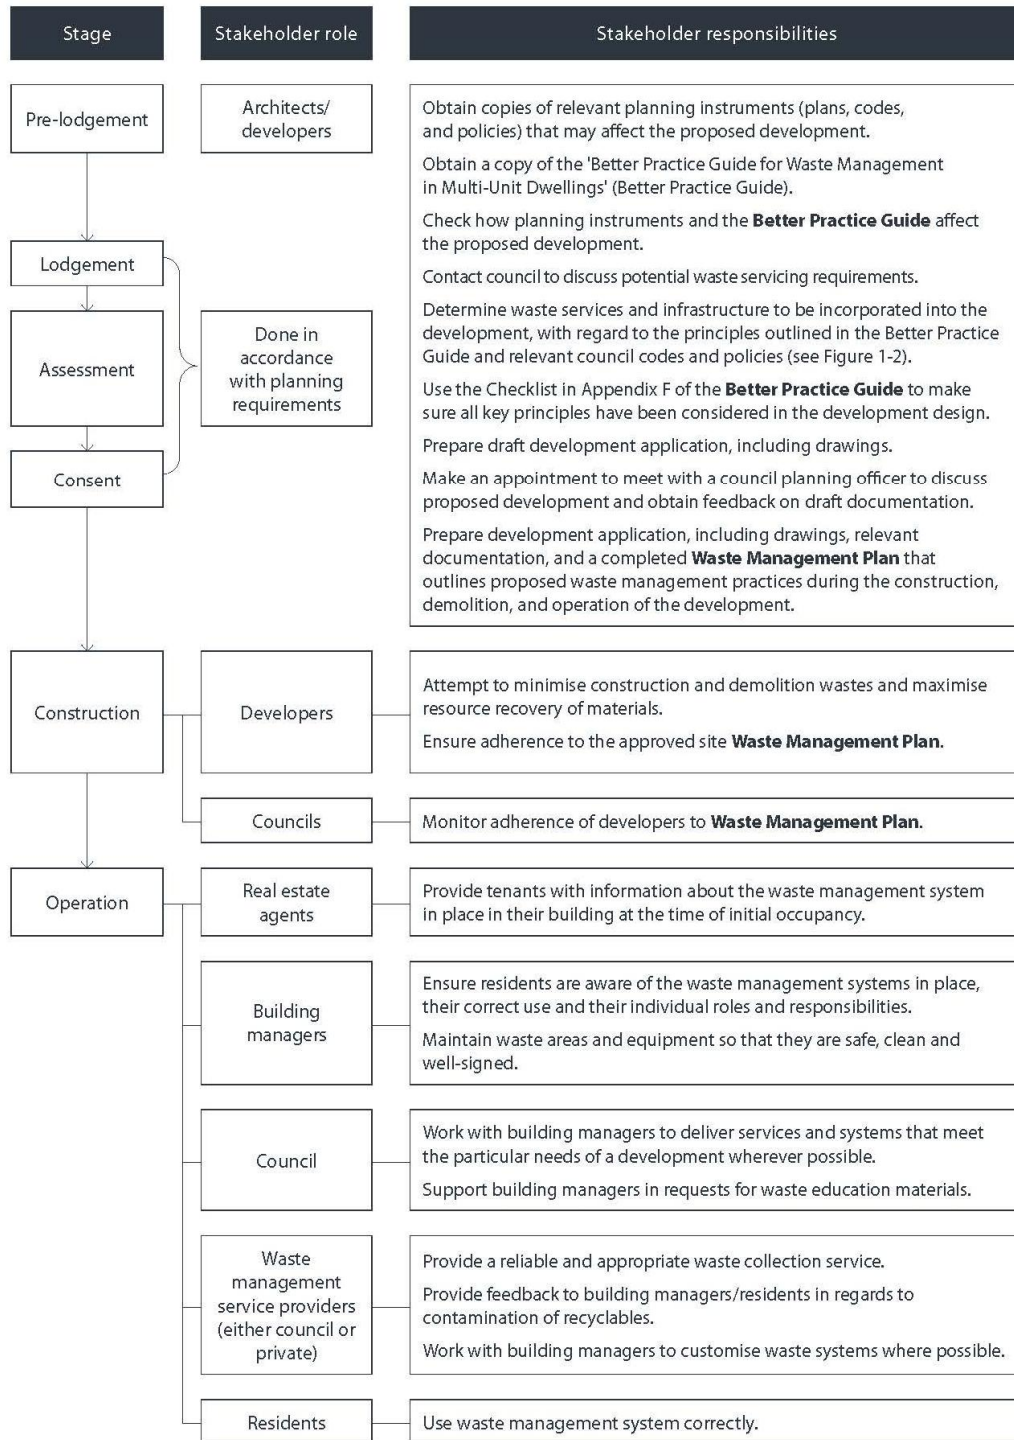 Stage
Stakeholder role
Stakeholder responsibilities
Pre-lodgement
Architects/
developers
Obtain copies of relevant planning instruments (plans, codes,
and policies) that may affect the proposed development.
Obtain a copy of the 'Better Practice Guide for Waste Management
in Multi-Unit Dwellings' (Better Practice Guide).
Check how planning instruments and the Better Practice Guide affect
the proposed development.
Contact council to discuss potential waste servicing requirements.
Determine waste services and infrastructure to be incorporated into the
development, with regard to the principles outlined in the Better Practice
Guide and relevant council codes and policies (see Figure 1-2).
Use the Checklist in Appendix F of the Better Practice Guide to make
sure all key principles have been considered in the development design.
Prepare draft development application, including drawings.
Make an appointment to meet with a council planning officer to discuss
proposed development and obtain feedback on draft documentation.
Prepare development application, including drawings, relevant
documentation, and a completed Waste Management Plan that
outlines proposed waste management practices during the construction,
demolition, and operation of the development.
Lodgement
Assessment
Consent
Done in
accordance
with planning
requirements
Construction
Developers
Attempt to minimise construction and demolition wastes and maximise
resource recovery of materials.
Ensure adherence to the approved site Waste Management Plan.
Councils
Monitor adherence of developers to Waste Management Plan.
Operation
Real estate
agents
Provide tenants with information about the waste management system
in place in their building at the time of initial occupancy.
Building
managers
Ensure residents are aware of the waste management systems in place,
their correct use and their individual roles and responsibilities.
Maintain waste areas and equipment so that they are safe, clean and
well-signed.
Council
Work with building managers to deliver services and systems that meet
the particular needs of a development wherever possible.
Support building managers in requests for waste education materials.
Waste
management
service providers
(either council or
private)
Provide a reliable and appropriate waste collection service.
Provide feedback to building managers/residents in regards to
contamination of recyclables.
Work with building managers to customise waste systems where possible.
Residents
Use waste management system correctly.